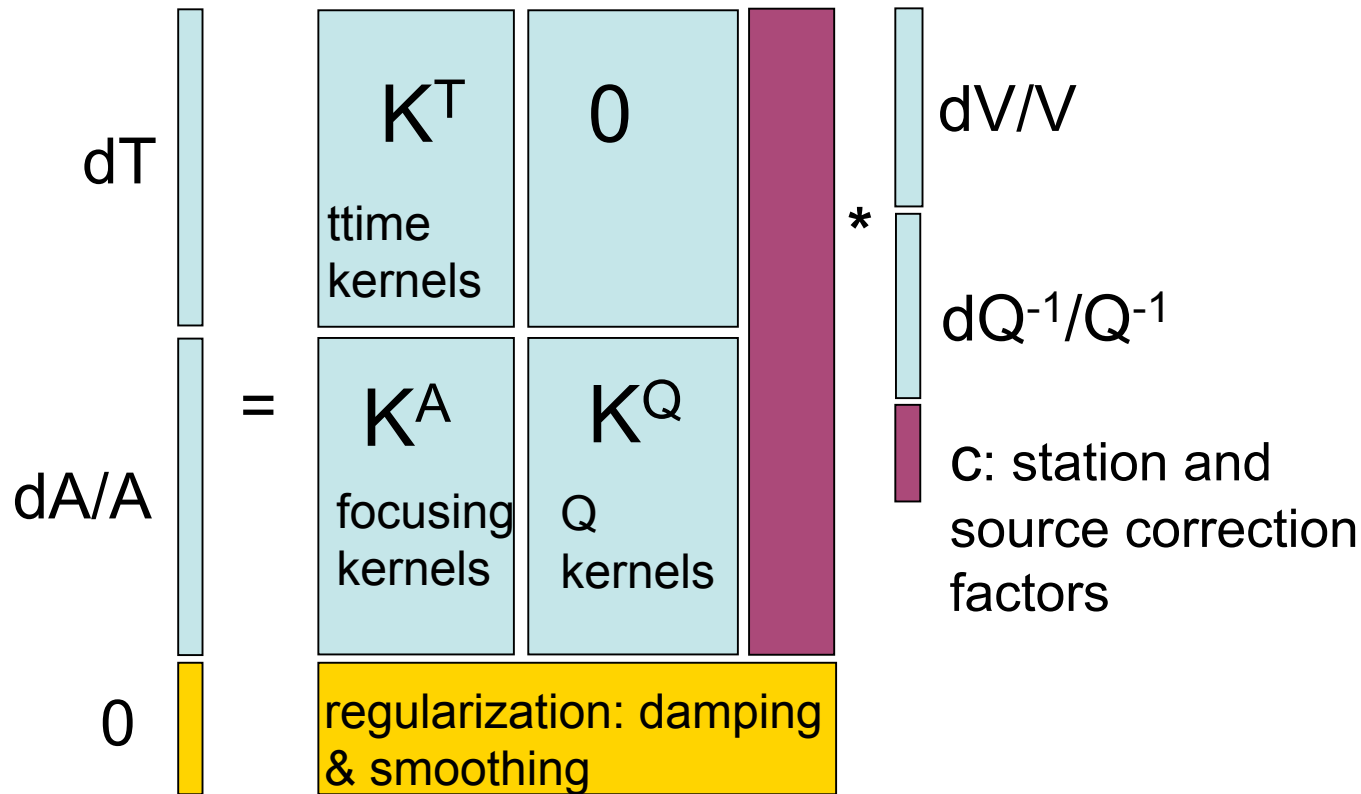 dT
K^T
0
ttime
kernels
*
dV/V
dQ⁻¹/Q⁻¹
dA/A
=
K^A
focusing
kernels
K^Q
Q
kernels
c: station and
source correction
factors
0
regularization: damping
& smoothing